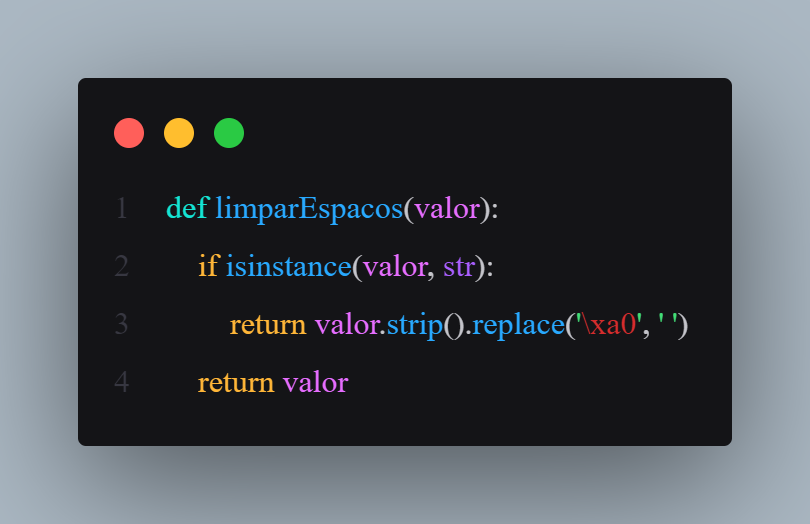 1 def limparEspacos(valor):
2 if isinstance(valor, str):
3 return valor.strip().replace('\xa0', ' ')
4 return valor